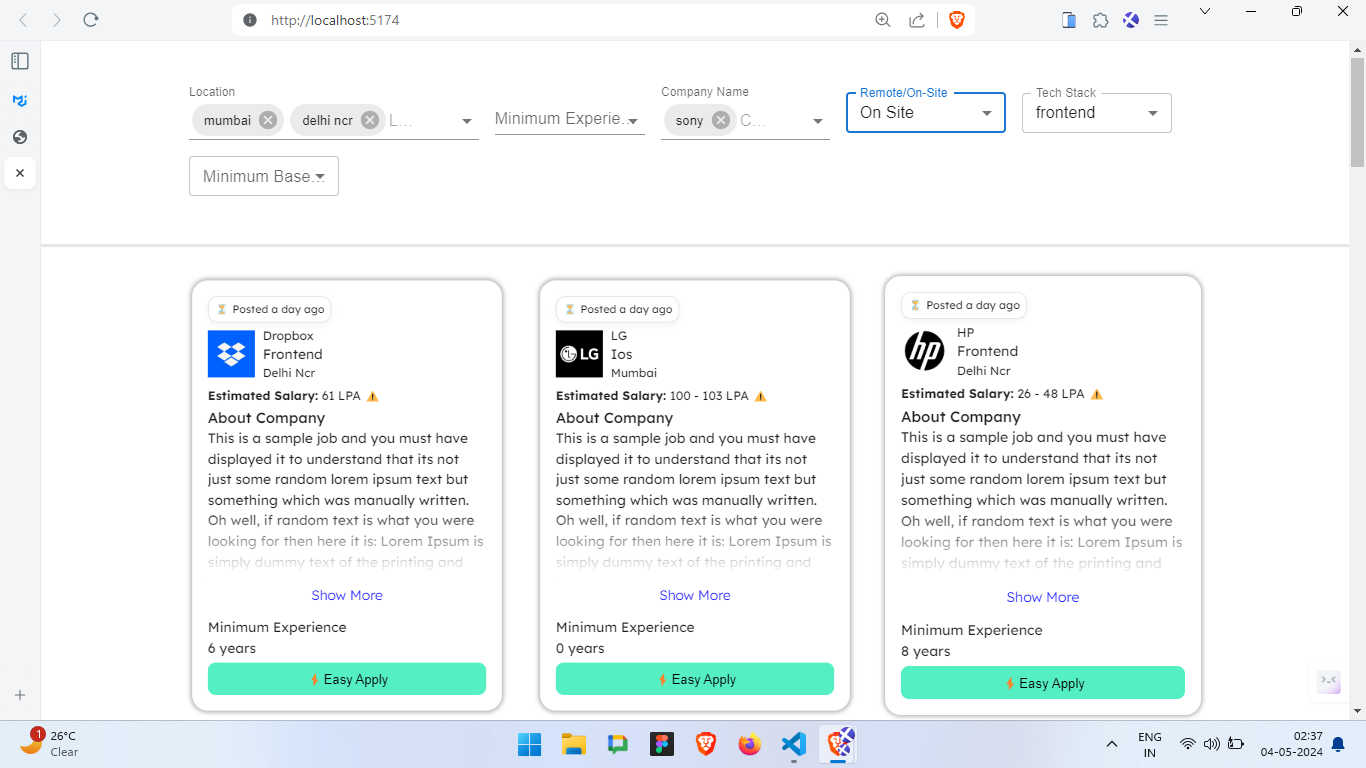 http://localhost:5174
Location
mumbai
delhi ncr
L...
Minimum Experie...
Company Name
sony
C...
Remote/On-Site
On Site
Tech Stack
frontend
Minimum Base...
Posted a day ago
Dropbox
Frontend
Delhi Ncr
Estimated Salary: 61 LPA
About Company
This is a sample job and you must have
displayed it to understand that its not
just some random lorem ipsum text but
something which was manually written.
Oh well, if random text is what you were
looking for then here it is: Lorem Ipsum is
simply dummy text of the printing and
Show More
Minimum Experience
6 years
Easy Apply
Posted a day ago
LG
LG
Ios
Mumbai
Estimated Salary: 100 - 103 LPA
About Company
This is a sample job and you must have
displayed it to understand that its not
just some random lorem ipsum text but
something which was manually written.
Oh well, if random text is what you were
looking for then here it is: Lorem Ipsum is
simply dummy text of the printing and
Show More
Minimum Experience
0 years
Easy Apply
Posted a day ago
hp
HP
Frontend
Delhi Ncr
Estimated Salary: 26 - 48 LPA
About Company
This is a sample job and you must have
displayed it to understand that its not
just some random lorem ipsum text but
something which was manually written.
Oh well, if random text is what you were
looking for then here it is: Lorem Ipsum is
simply dummy text of the printing and
Show More
Minimum Experience
8 years
Easy Apply
1
26°C
Clear
ENG
IN
02:37
04-05-2024